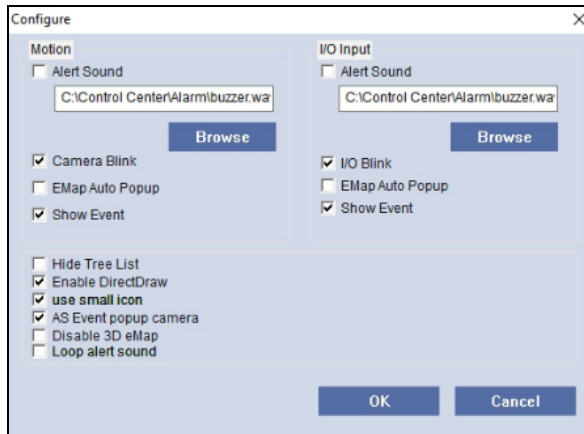 Configure
Motion
Alert Sound
C:\Control Center\Alarm\buzzer.wa
Browse
Camera Blink
EMap Auto Popup
Show Event
I/O Input
Alert Sound
C:\Control Center\Alarm\buzzer.wa
Browse
I/O Blink
EMap Auto Popup
Show Event
Hide Tree List
Enable DirectDraw
use small icon
AS Event popup camera
Disable 3D eMap
Loop alert sound
OK
Cancel